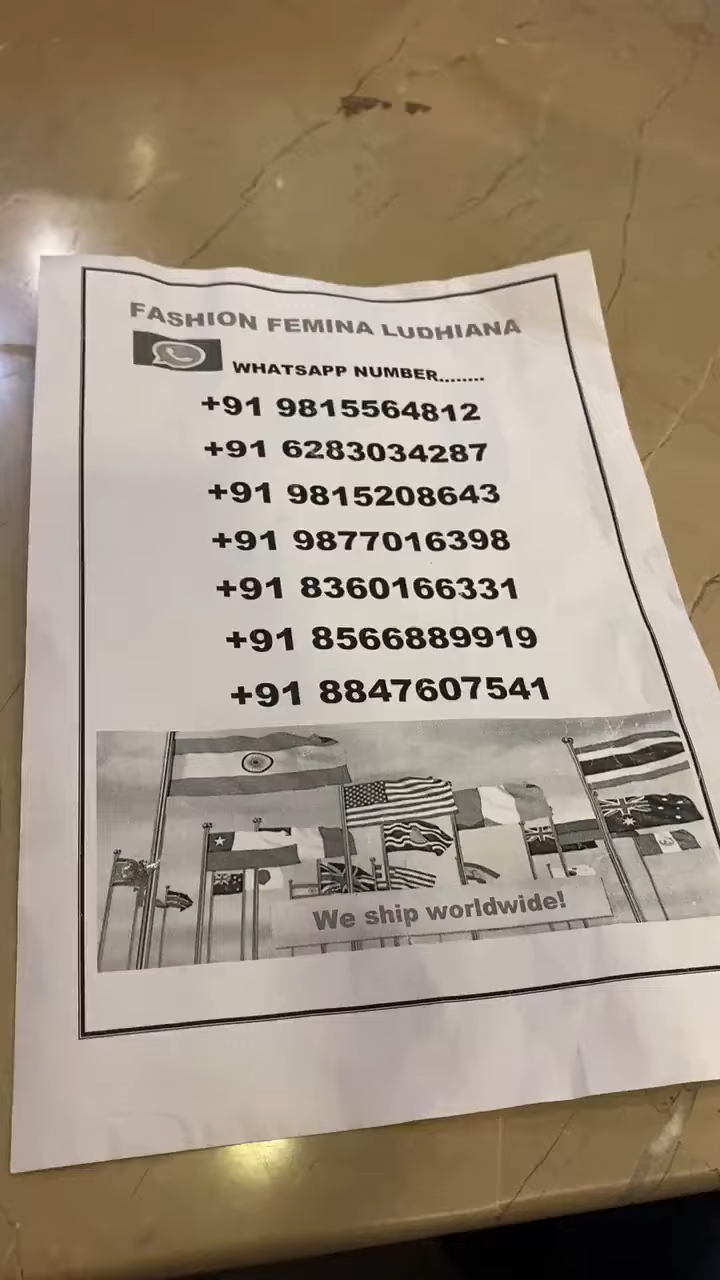 FASHION FEMINA LUDHIANA
WHATSAPP NUMBER........
+91 9815564812
+91 6283034287
+91 9815208643
+91 9877016398
+91 8360166331
+91 8566889919
+91 8847607541
We ship worldwide!